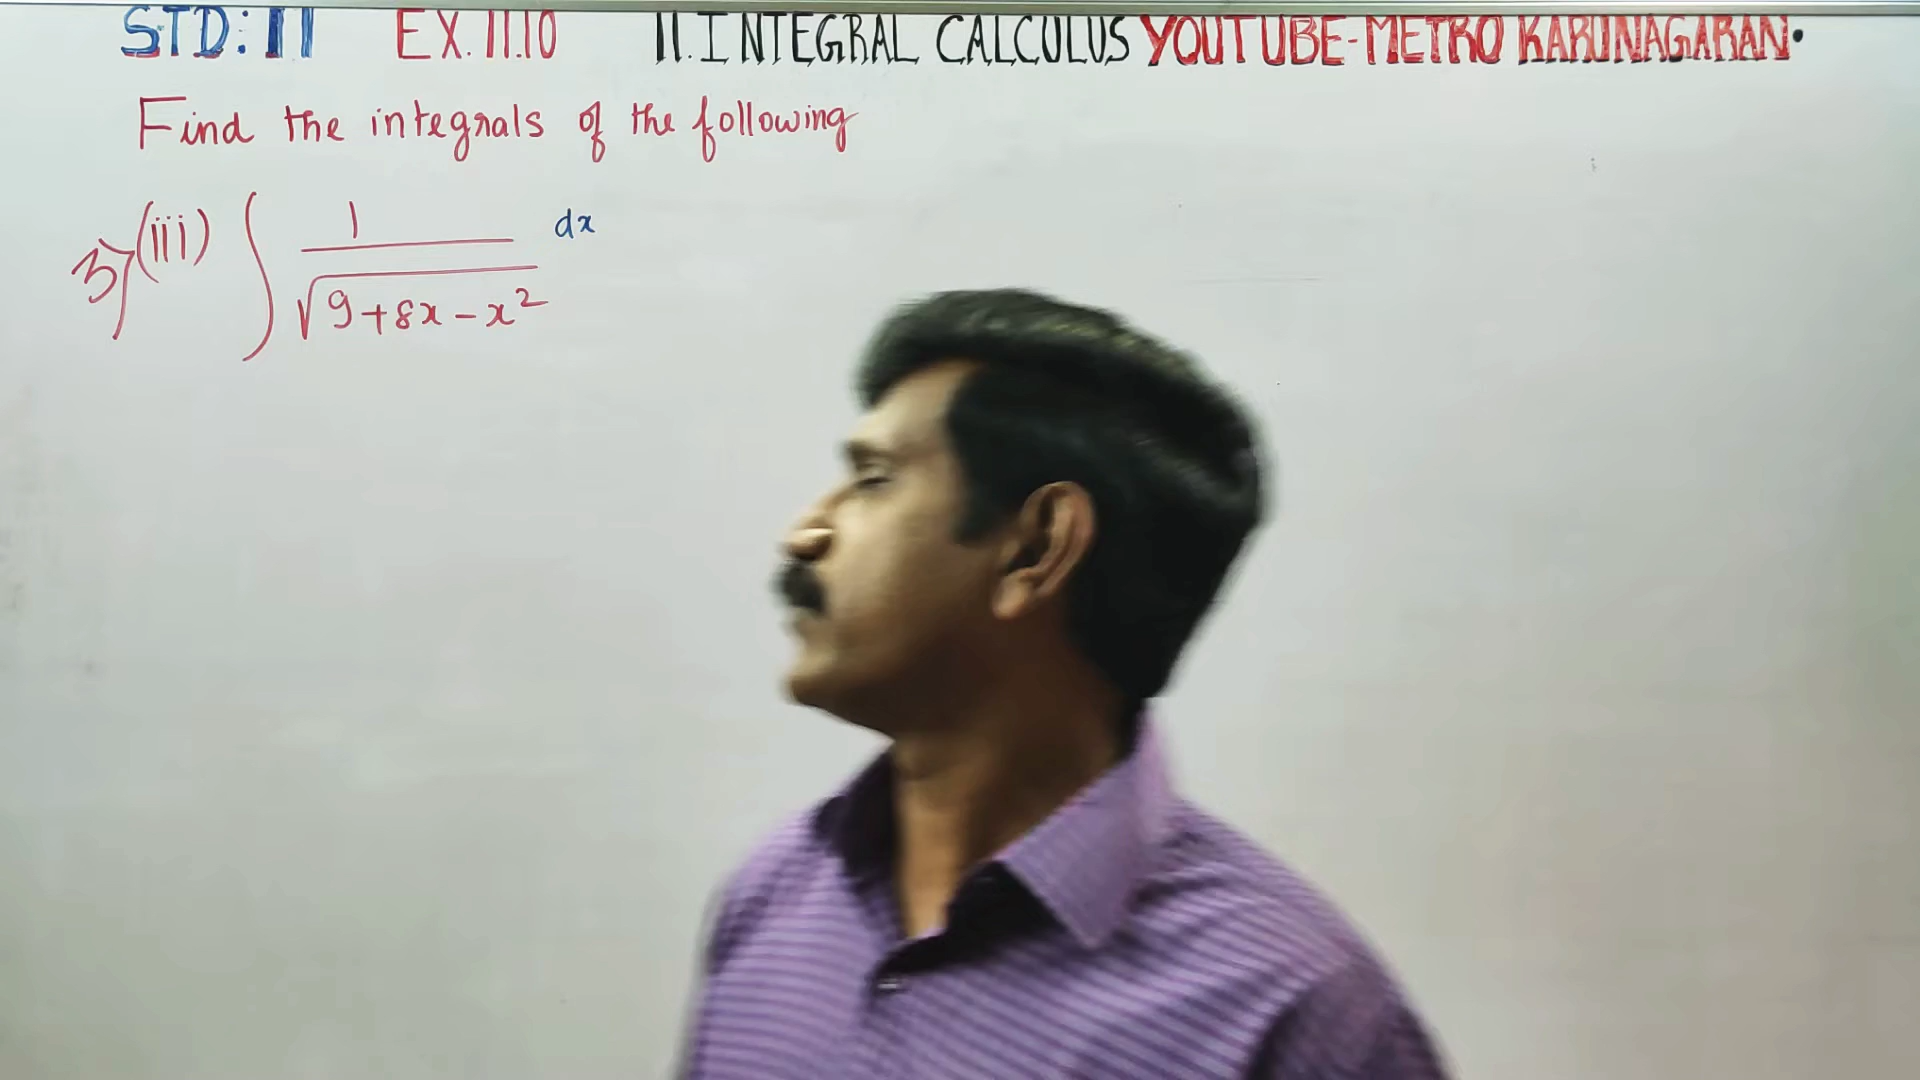 STD: 11 EX. 11.10 11. INTEGRAL CALCULUS YOUTUBE-METRO KARUNAGARAN.
Find the integrals of the following
3) (iii) ∫ 1 / √(9+8x-x²) dx